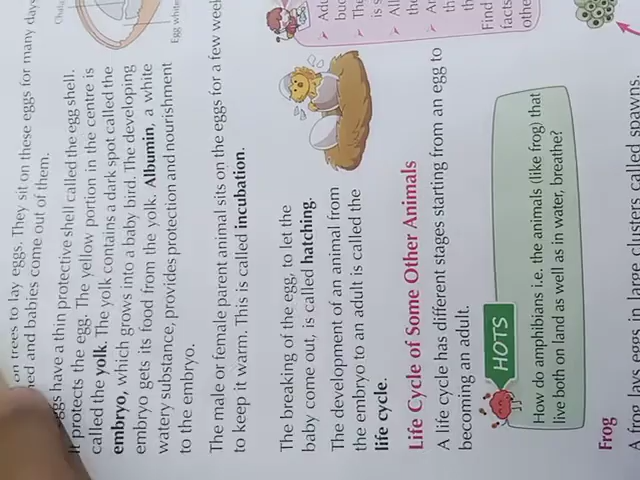 on trees to lay eggs. They sit on these eggs for many days
and babies come out of them.
have a thin protective shell called the egg shell.
It protects the egg. The yellow portion in the centre is
called the yolk. The yolk contains a dark spot called the
embryo, which grows into a baby bird. The developing
embryo gets its food from the yolk. Albumin, a white
watery substance, provides protection and nourishment
to the embryo.
Egg white
The male or female parent animal sits on the eggs for a few
to keep it warm. This is called incubation.
The breaking of the egg, to let the
baby come out, is called hatching.
The development of an animal from
the embryo to an adult is called the
life cycle.
Life Cycle of Some Other Animals
A life cycle has different stages starting from an egg to
becoming an adult.
HOTS
How do amphibians i.e. the animals (like frog) that
live both on land as well as in water, breathe?
Find
facts
Frog
A frog lays eggs in large clusters called spawns.